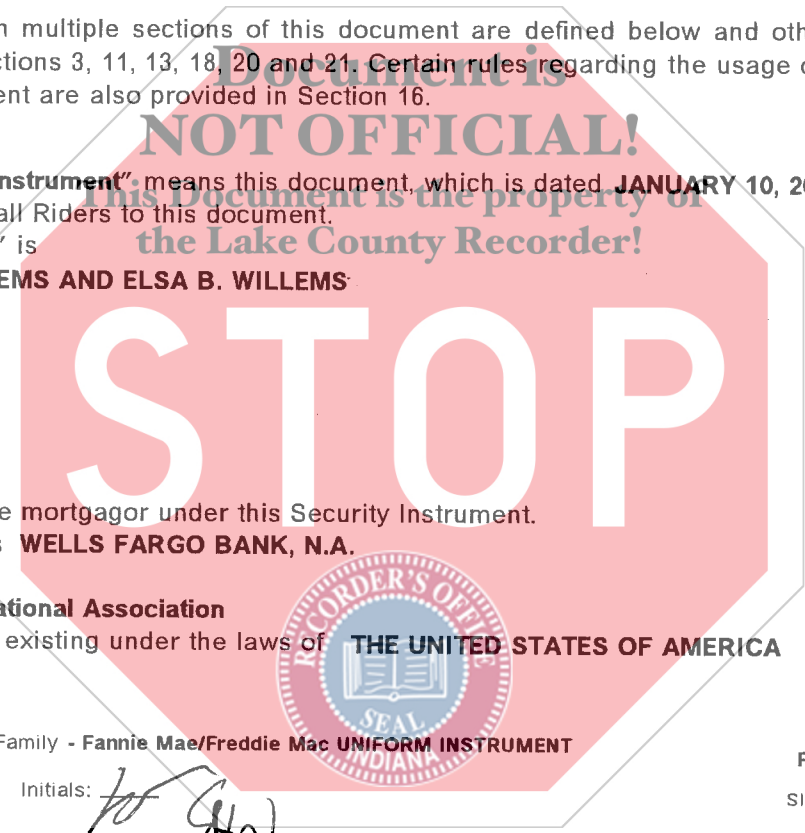 multiple sections of this document are defined below and
3, 11, 13, 18, 20 and 21. Certain rules regarding the usage
are also provided in Section 16.
Document is
NOT OFFICIAL!
This Document is the property of
the Lake County Recorder!
nstrument" means this document, which is dated JANUARY 10,
all Riders to this document.
" is
EMS AND ELSA B. WILLEMS
STOP
mortgagor under this Security Instrument.
WELLS FARGO BANK, N.A.
ational Association
existing under the laws of THE UNITED STATES OF AMERICA
RECORDER'S OFFICE
SEAL
INDIANA
Family - Fannie Mae/Freddie Mac UNIFORM INSTRUMENT
Initials: